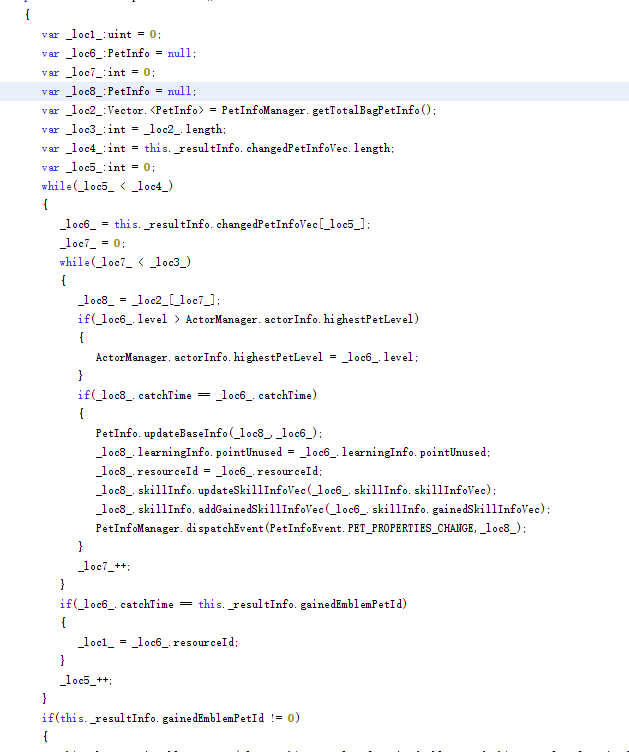 {
var _loc1_:uint = 0;
var _loc6_:PetInfo = null;
var _loc7_:int = 0;
var _loc8_:PetInfo = null;
var _loc2_:Vector.<PetInfo> = PetInfoManager.getTotalBagPetInfo();
var _loc3_:int = _loc2_.length;
var _loc4_:int = this._resultInfo.changedPetInfoVec.length;
var _loc5_:int = 0;
while(_loc5_ < _loc4_)
{
_loc6_ = this._resultInfo.changedPetInfoVec[_loc5_];
_loc7_ = 0;
while(_loc7_ < _loc3_)
{
_loc8_ = _loc2_[_loc7_];
if(_loc6_.level > ActorManager.actorInfo.highestPetLevel)
{
ActorManager.actorInfo.highestPetLevel = _loc6_.level;
}
if(_loc8_.catchTime == _loc6_.catchTime)
{
PetInfo.updateBaseInfo(_loc8_,_loc6_);
_loc8_.learningInfo.pointUnused = _loc6_.learningInfo.pointUnused;
_loc8_.resourceId = _loc6_.resourceId;
_loc8_.skillInfo.updateSkillInfoVec(_loc6_.skillInfo.skillInfoVec);
_loc8_.skillInfo.addGainedSkillInfoVec(_loc6_.skillInfo.gainedSkillInfoVec);
PetInfoManager.dispatchEvent(PetInfoEvent.PET_PROPERTIES_CHANGE,_loc8_);
}
_loc7_++;
}
if(_loc6_.catchTime == this._resultInfo.gainedEmblemPetId)
{
_loc1_ = _loc6_.resourceId;
}
_loc5_++;
}
if(this._resultInfo.gainedEmblemPetId != 0)
{